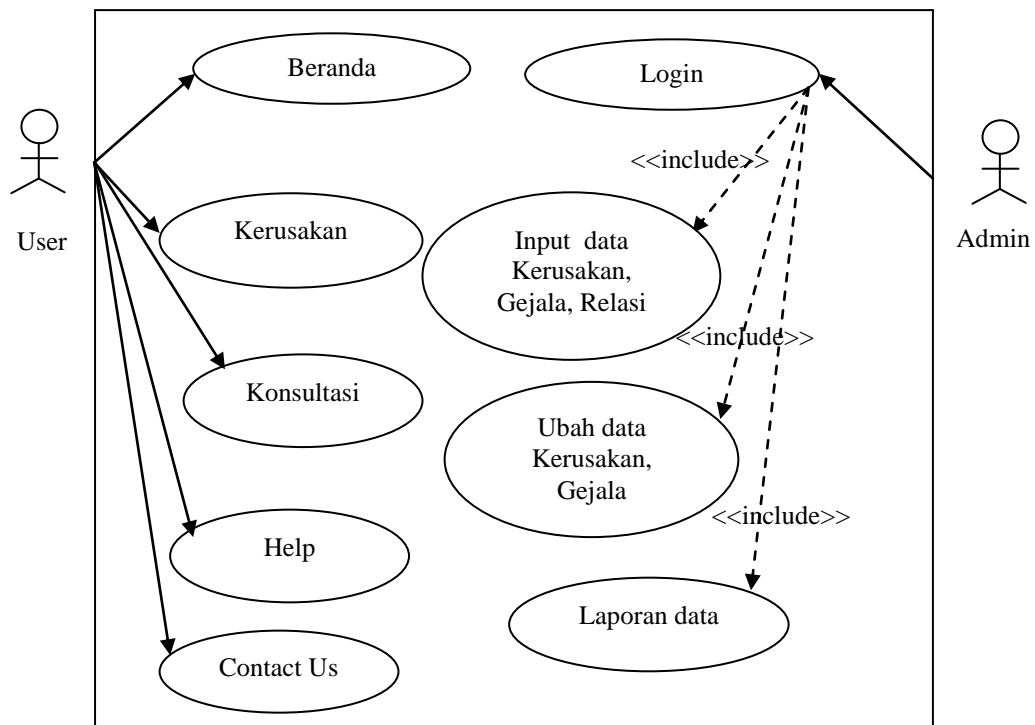 Beranda
Login
<<include>>
User
Kerusakan
Admin
Input data
Kerusakan,
Gejala, Relasi
<<include>>
Konsultasi
Ubah data
Kerusakan,
Gejala
<<include>>
Help
Laporan data
Contact Us